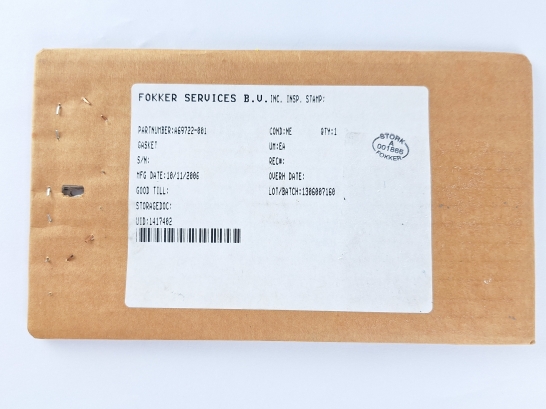 FOKKER SERVICES B.V. INC. INSP. STAMP:
PARTNUMBER:A69722-001 COND:NE QTY:1
GASKET UM:EA
S/N: REC#:
MFG DATE:10/11/2006 OVERH DATE:
GOOD TILL: LOT/BATCH:1306007160
STORAGEDOC:
UID:1417402
STORK
A
001886
FOKKER